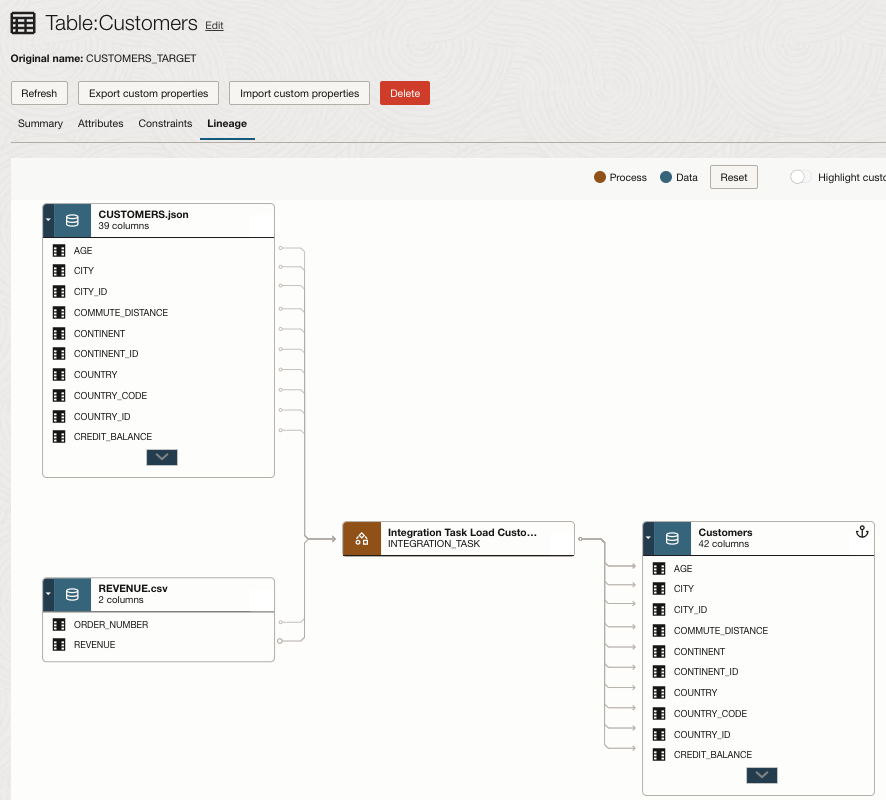 Table:Customers Edit
Original name: CUSTOMERS_TARGET
Refresh Export custom properties Import custom properties Delete
Summary Attributes Constraints Lineage
Process Data Reset Highlight custo
CUSTOMERS.json
39 columns
AGE
CITY
CITY_ID
COMMUTE_DISTANCE
CONTINENT
CONTINENT_ID
COUNTRY
COUNTRY_CODE
COUNTRY_ID
CREDIT_BALANCE
REVENUE.csv
2 columns
ORDER_NUMBER
REVENUE
Integration Task Load Custo...
INTEGRATION_TASK
Customers
42 columns
AGE
CITY
CITY_ID
COMMUTE_DISTANCE
CONTINENT
CONTINENT_ID
COUNTRY
COUNTRY_CODE
COUNTRY_ID
CREDIT_BALANCE